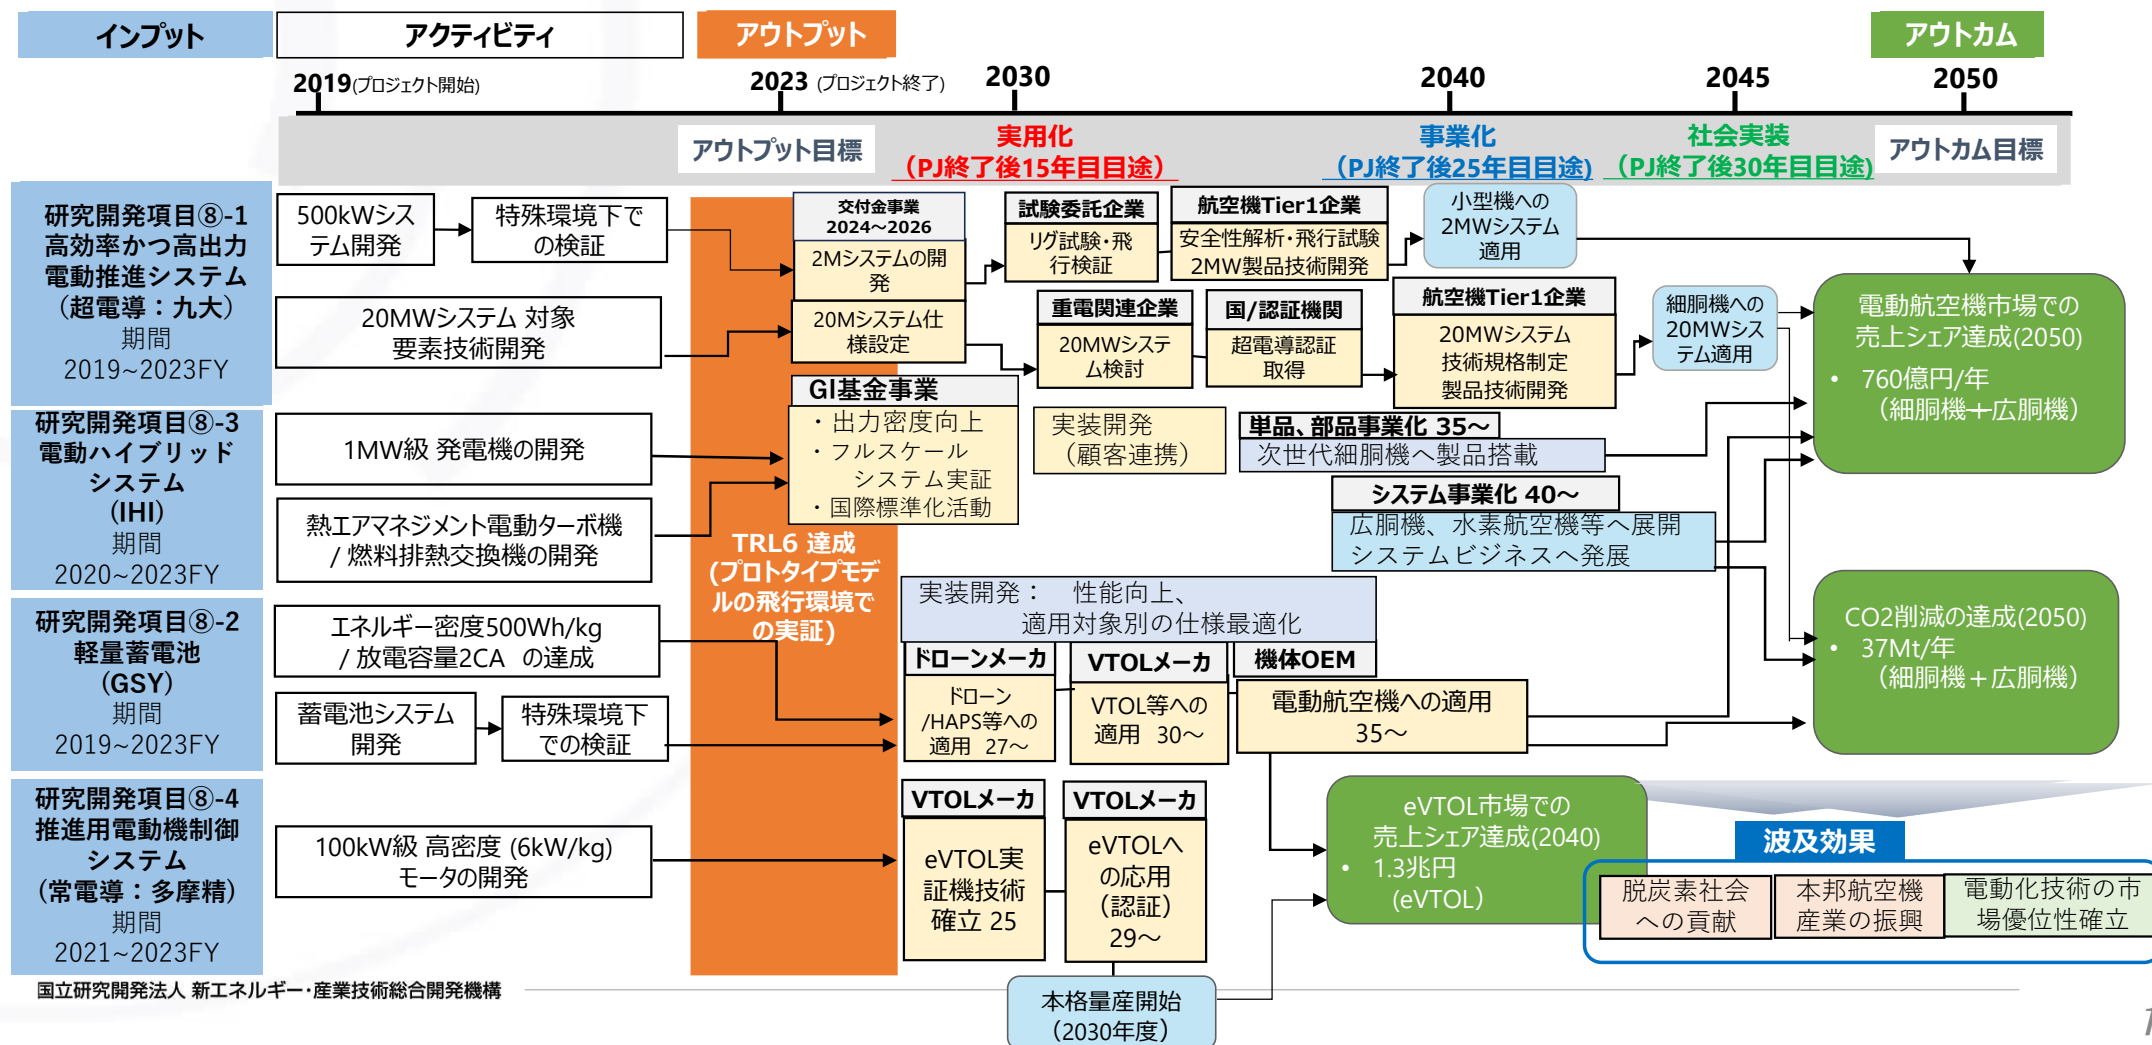 インプット
アクティビティ
アウトプット
アウトカム
2019(プロジェクト開始)
2023 (プロジェクト終了)
2030
2040
2045
2050
アウトプット目標
実用化
（PJ終了後15年目目途）
事業化
（PJ終了後25年目目途)
社会実装
（PJ終了後30年目目途)
アウトカム目標
研究開発項目⑧-1
高効率かつ高出力
電動推進システム
（超電導：九大）
期間
2019~2023FY
500kWシス
テム開発
特殊環境下で
の検証
20MWシステム 対象
要素技術開発
交付金事業
2024～2026
2Mシステムの開
発
20Mシステム仕
様設定
試験委託企業
リグ試験・飛
行検証
航空機Tier1企業
安全性解析・飛行試験
2MW製品技術開発
小型機への
2MWシステム
適用
重電関連企業
20MWシステ
ム検討
国/認証機関
超電導認証
取得
航空機Tier1企業
20MWシステム
技術規格制定
製品技術開発
細胴機への
20MWシス
テム適用
電動航空機市場での
売上シェア達成(2050)
• 760億円/年
（細胴機＋広胴機）
研究開発項目⑧-3
電動ハイブリッド
システム
(IHI)
期間
2020~2023FY
1MW級 発電機の開発
熱エアマネジメント電動ターボ機
/ 燃料排熱交換機の開発
GI基金事業
・出力密度向上
・フルスケール
システム実証
・国際標準化活動
実装開発
（顧客連携）
単品、部品事業化 35～
次世代細胴機へ製品搭載
システム事業化 40～
広胴機、水素航空機等へ展開
システムビジネスへ発展
TRL6 達成
(プロトタイプモデ
ルの飛行環境で
の実証)
研究開発項目⑧-2
軽量蓄電池
(GSY)
期間
2019~2023FY
エネルギー密度500Wh/kg
/ 放電容量2CA の達成
蓄電池システム
開発
特殊環境下
での検証
実装開発： 性能向上、
適用対象別の仕様最適化
ドローンメーカ
ドローン
/HAPS等への
適用 27～
VTOLメーカ
VTOL等への
適用 30～
機体OEM
電動航空機への適用
35～
CO2削減の達成(2050)
• 37Mt/年
（細胴機＋広胴機）
研究開発項目⑧-4
推進用電動機制御
システム
(常電導：多摩精)
期間
2021~2023FY
100kW級 高密度 (6kW/kg)
モータの開発
VTOLメーカ
eVTOL実
証機技術
確立 25
VTOLメーカ
eVTOLへ
の応用
（認証）
29～
本格量産開始
（2030年度）
eVTOL市場での
売上シェア達成(2040)
• 1.3兆円
(eVTOL）
波及効果
脱炭素社会
への貢献
本邦航空機
産業の振興
電動化技術の市
場優位性確立
国立研究開発法人 新エネルギー・産業技術総合開発機構